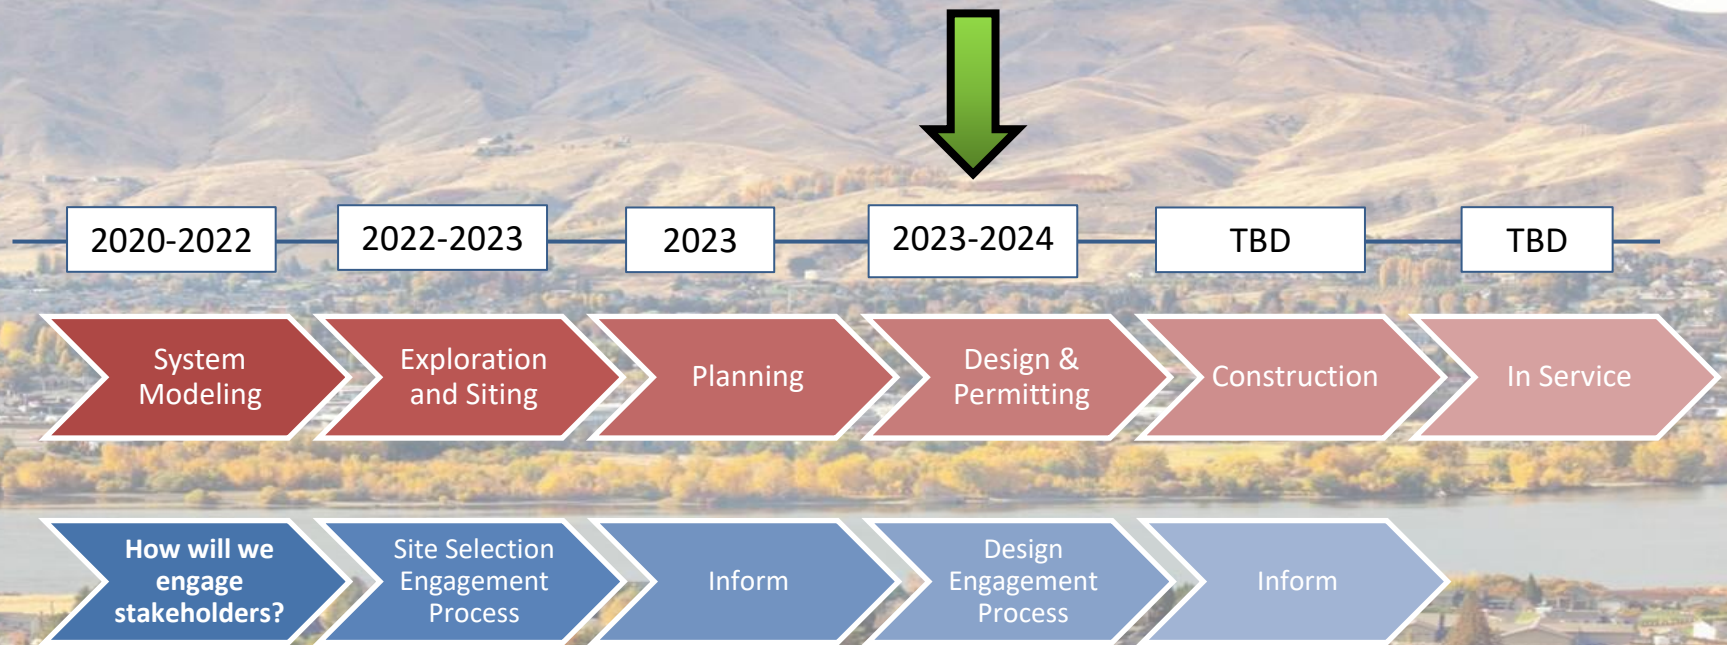 2020-2022
2022-2023
2023
2023-2024
TBD
TBD
System
Modeling
Exploration
and Siting
Planning
Design &
Permitting
Construction
In Service
How will we
engage
stakeholders?
Site Selection
Engagement
Process
Inform
Design
Engagement
Process
Inform